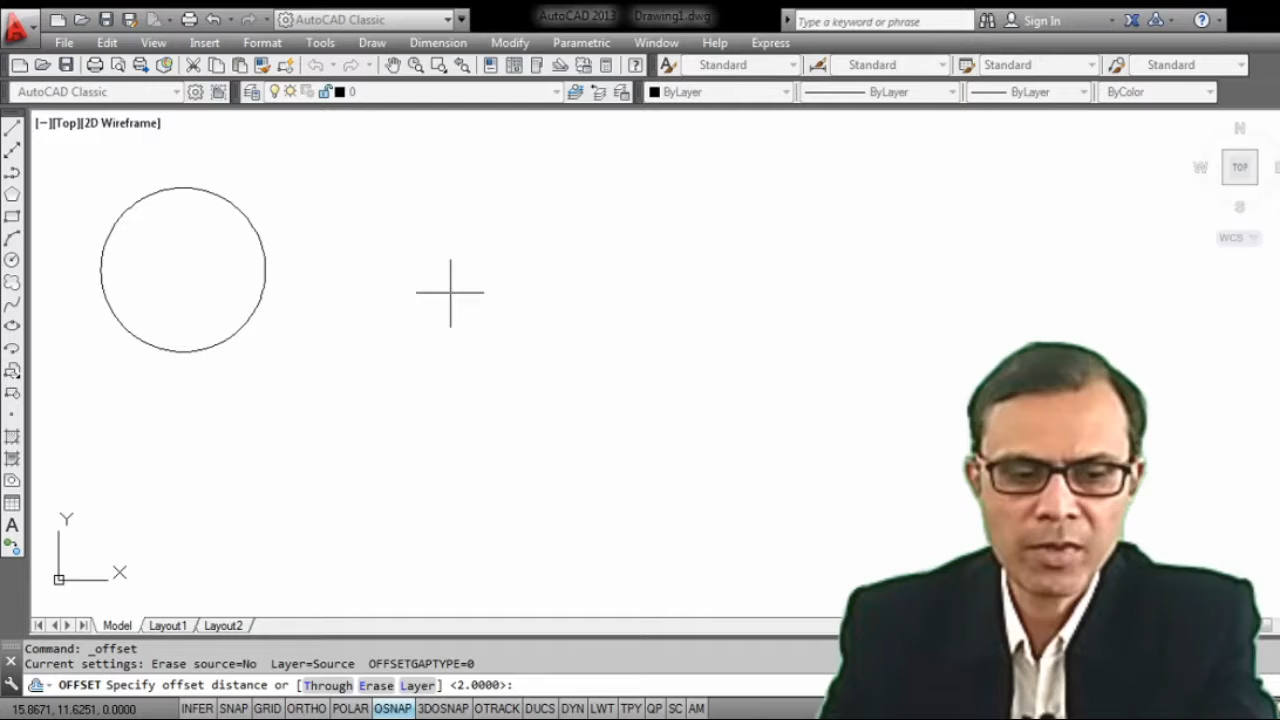 AutoCAD Classic
AutoCAD 2013 Drawing1.dwg
Type a keyword or phrase
Sign In
File Edit View Insert Format Tools Draw Dimension Modify Parametric Window Help Express
Standard Standard Standard Standard
AutoCAD Classic
0
ByLayer ByLayer ByLayer ByColor
[−][Top][2D Wireframe]
N
W TOP
S
WCS
Y
X
Model Layout1 Layout2
Command: _offset
Current settings: Erase source=No Layer=Source OFFSETGAPTYPE=0
OFFSET Specify offset distance or [Through Erase Layer] <2.0000>:
15.8671, 11.6251, 0.0000 INFER SNAP GRID ORTHO POLAR OSNAP 3DOSNAP OTRACK DUCS DYN LWT TPY QP SC AM